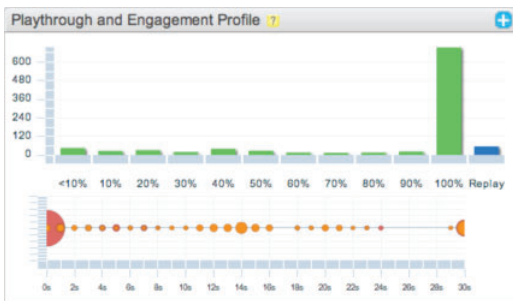 Playthrough and Engagement Profile ?
600
480
360
240
120
0
<10% 10% 20% 30% 40% 50% 60% 70% 80% 90% 100% Replay
0s 2s 4s 6s 8s 10s 12s 14s 16s 18s 20s 22s 24s 26s 28s 30s